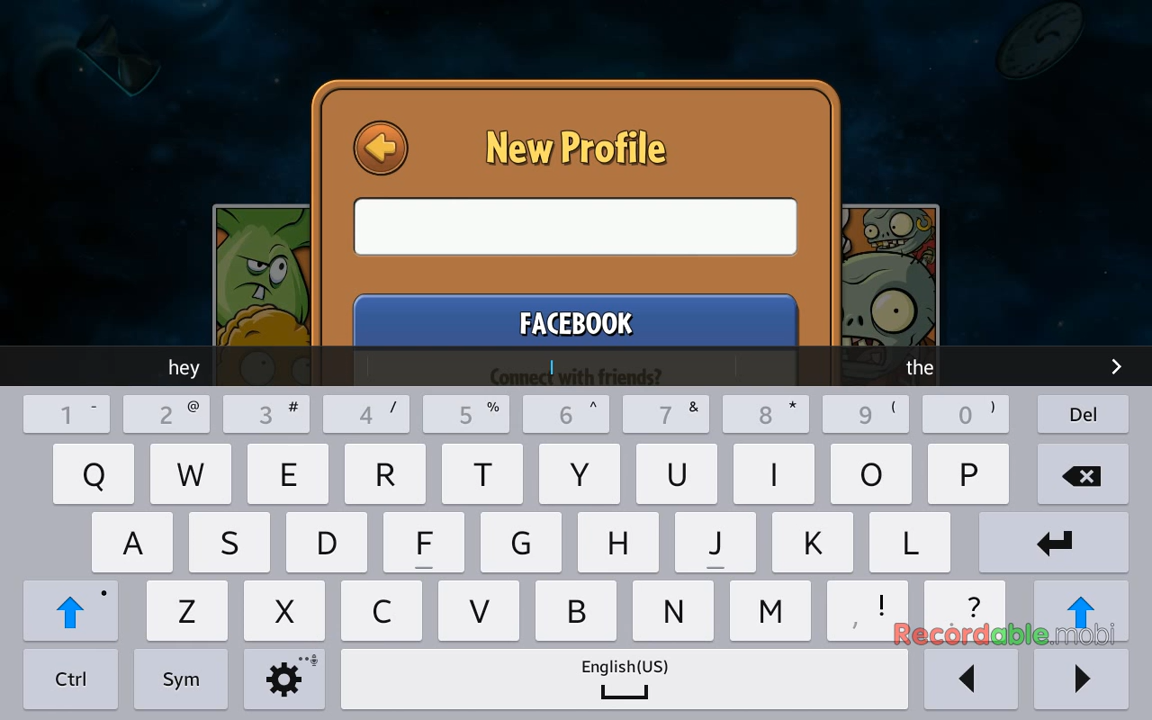 New Profile
FACEBOOK
Connect with friends?
hey I the
1 - 2 @ 3 # 4 / 5 % 6 ^ 7 & 8 * 9 ( 0 ) Del
Q W E R T Y U I O P
A S D F G H J K L
Z X C V B N M , ! ?
Recordable.mobi
Ctrl Sym English(US)